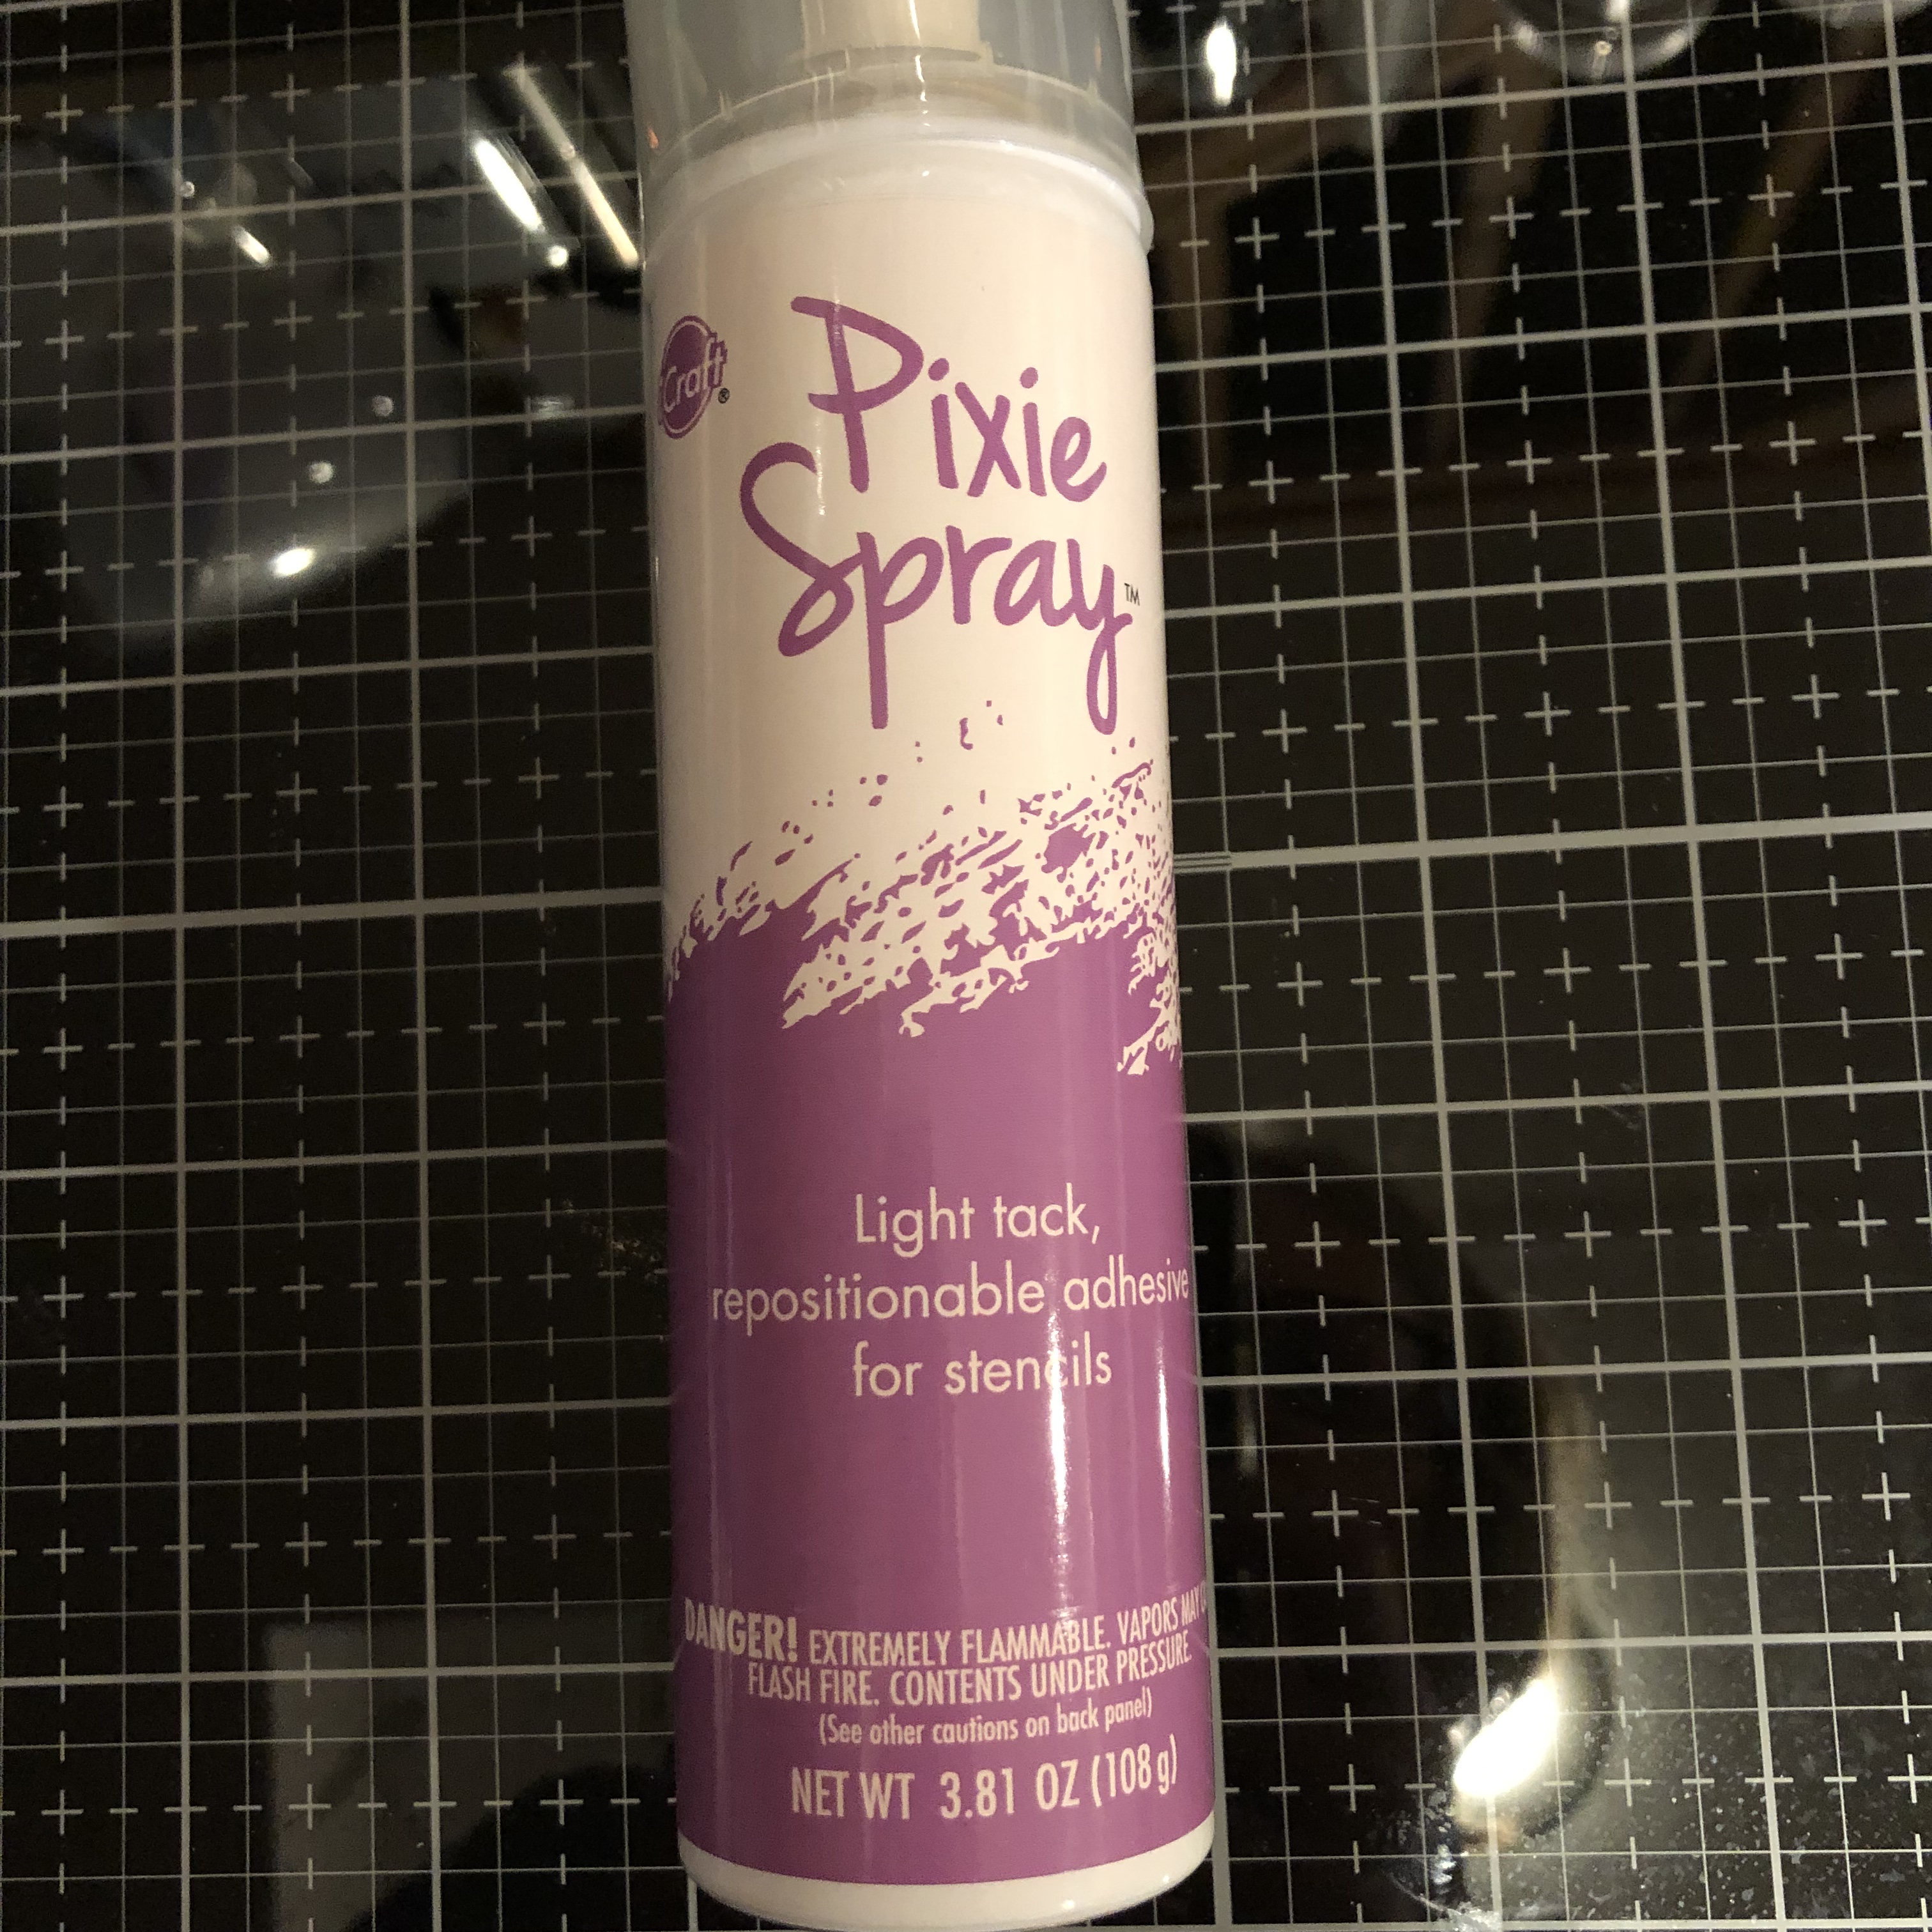 iCraft®
Pixie
Spray™
Light tack,
repositionable adhesive
for stencils
DANGER! EXTREMELY FLAMMABLE. VAPORS MAY
FLASH FIRE. CONTENTS UNDER PRESSURE.
(See other cautions on back panel)
NET WT 3.81 OZ (108 g)